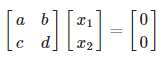 [a b; c d] [x₁; x₂] = [0; 0]